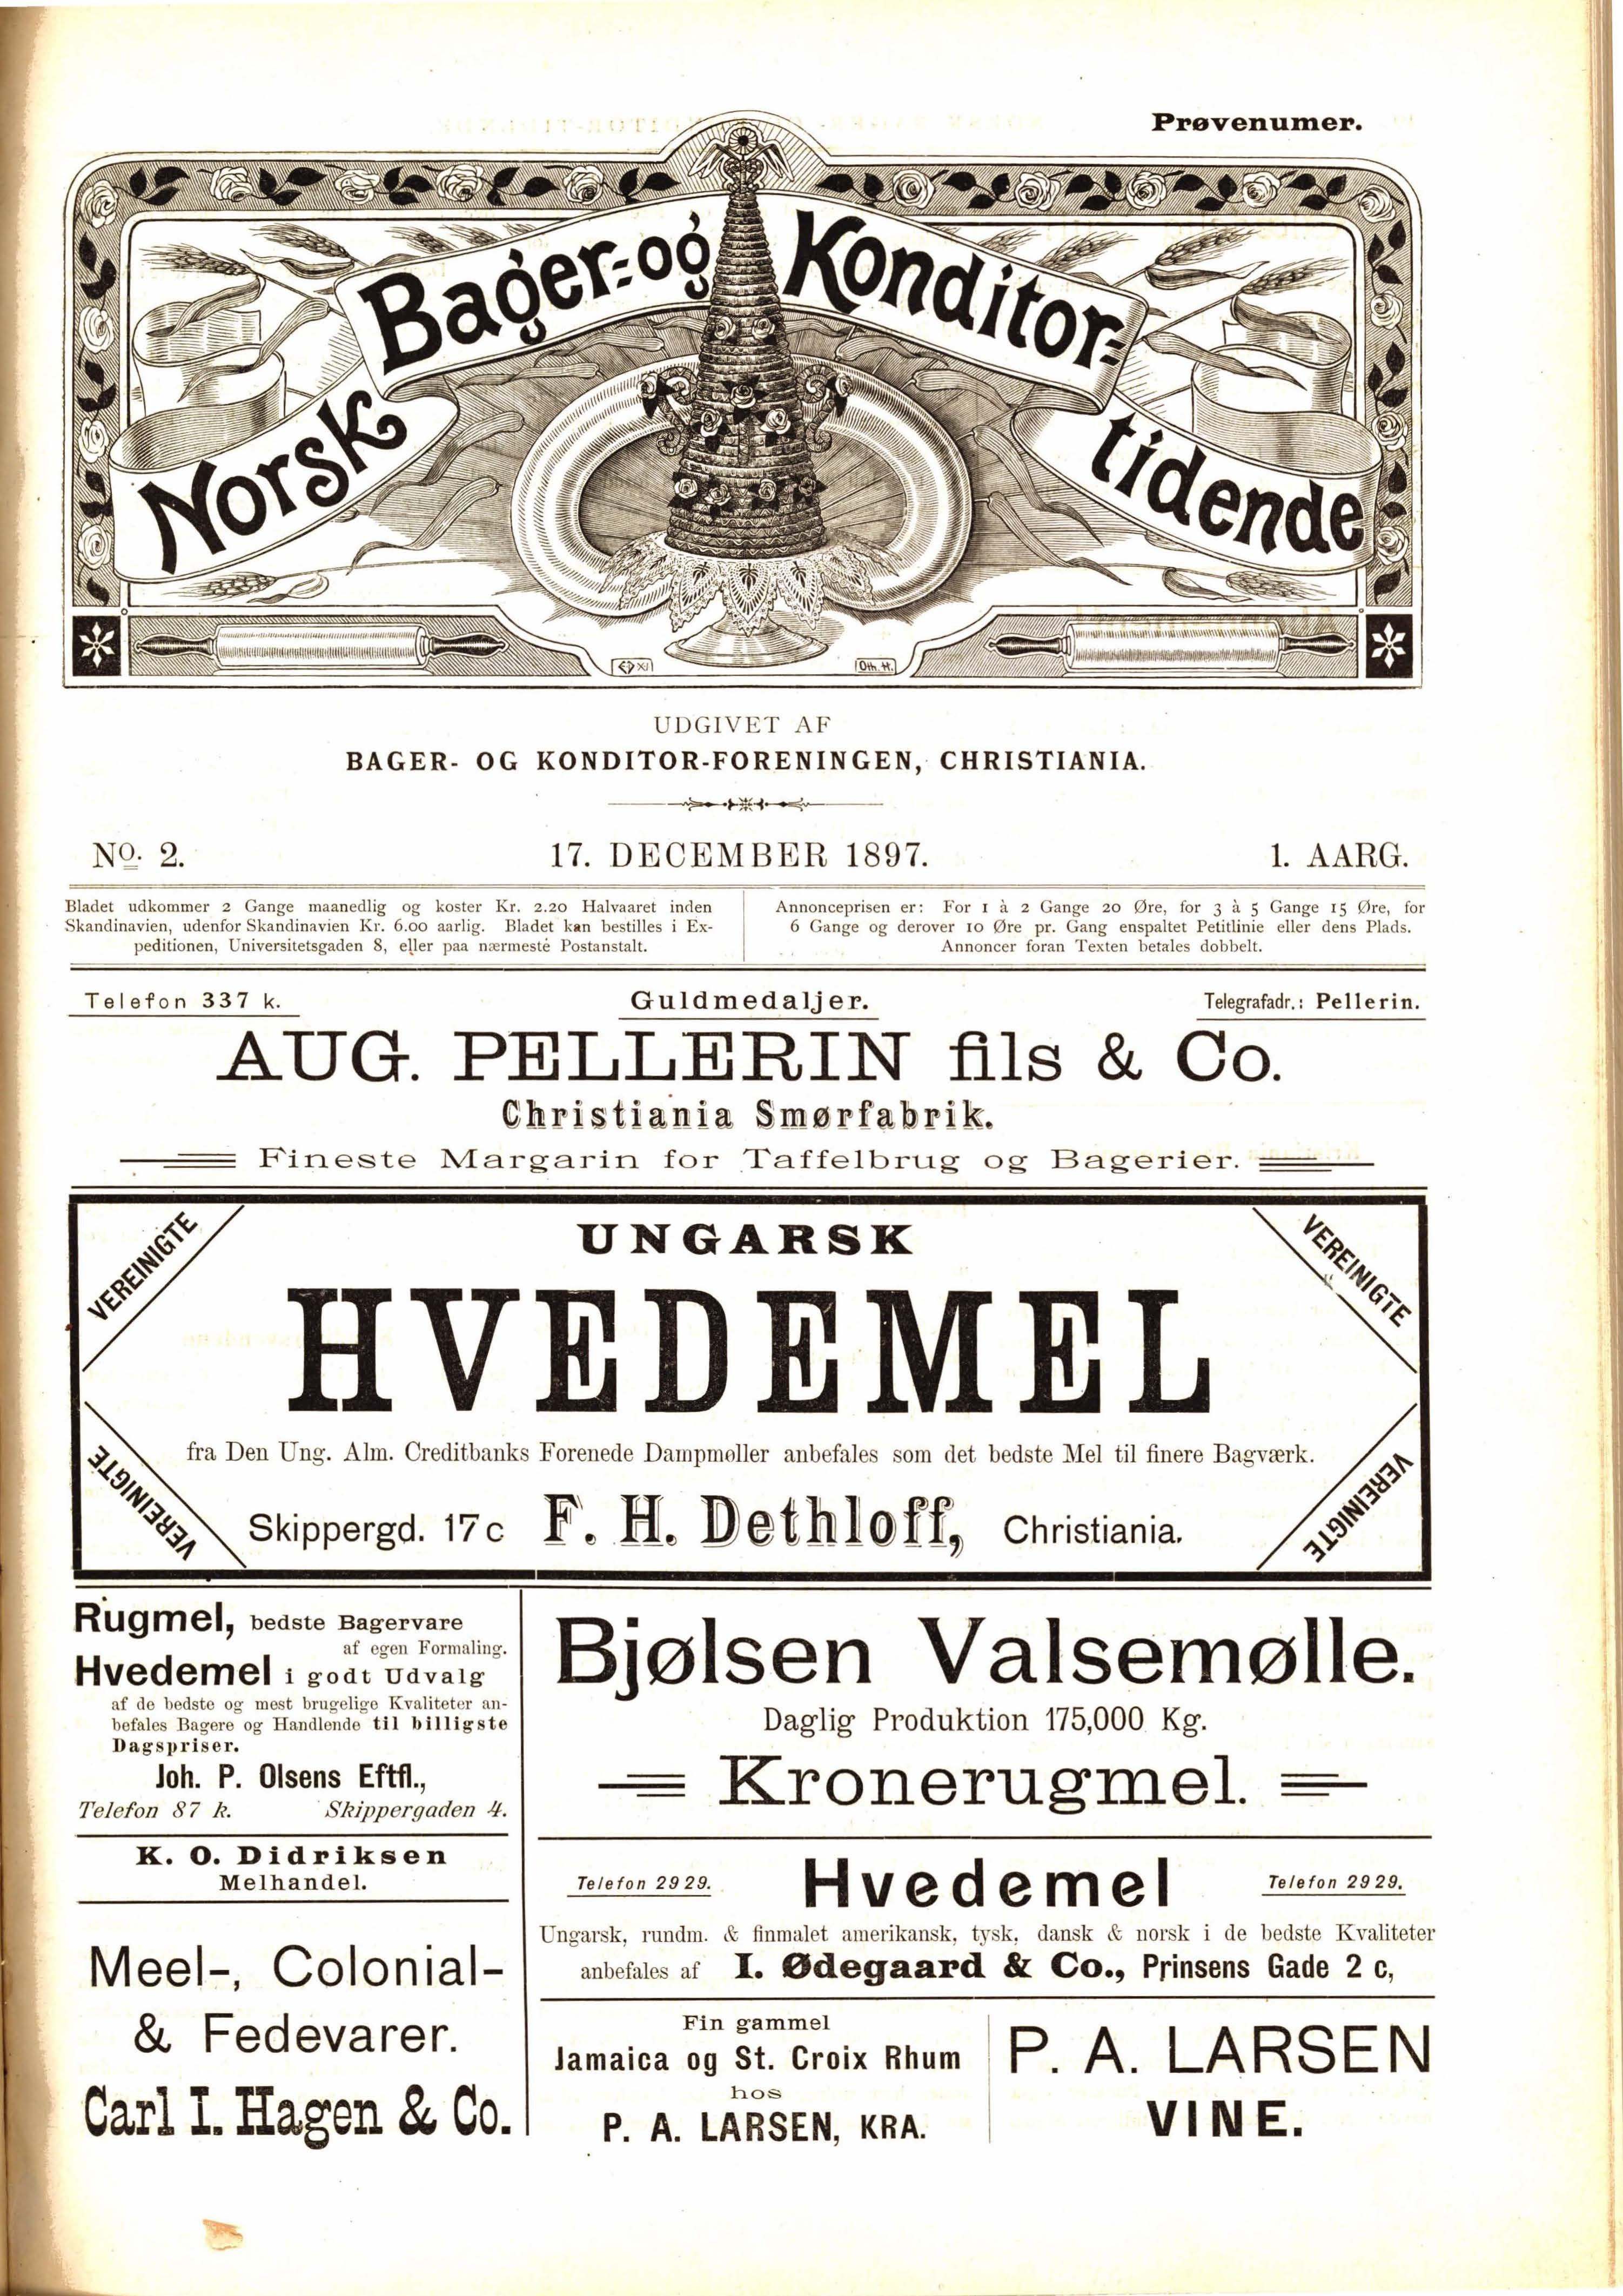 Prøvenumer.
Norsk Bager- og Konditor-tidende
Oth. H.
UDGIVET AF
BAGER- OG KONDITOR-FORENINGEN, CHRISTIANIA.
No. 2. 17. DECEMBER 1897. 1. AARG.
Bladet udkommer 2 Gange maanedlig og koster Kr. 2.20 Halvaaret inden
Skandinavien, udenfor Skandinavien Kr. 6.00 aarlig. Bladet kan bestilles i Ex-
peditionen, Universitetsgaden 8, eller paa nærmeste Postanstalt.
Annonceprisen er: For 1 à 2 Gange 20 Øre, for 3 à 5 Gange 15 Øre, for
6 Gange og derover 10 Øre pr. Gang enspaltet Petitlinie eller dens Plads.
Annoncer foran Texten betales dobbelt.
Telefon 337 k. Guldmedaljer. Telegrafadr.: Pellerin.
AUG. PELLERIN fils & Co.
Christiania Smørfabrik.
Fineste Margarin for Taffelbrug og Bagerier.
VEREINIGTE
VEREINIGTE
UNGARSK
HVEDEMEL
fra Den Ung. Alm. Creditbanks Forenede Dampmøller anbefales som det bedste Mel til finere Bagværk.
Skippergd. 17c F. H. Dethloff, Christiania.
VEREINIGTE
VEREINIGTE
Rugmel, bedste Bagervare
af egen Formaling.
Hvedemel i godt Udvalg
af de bedste og mest brugelige Kvaliteter an-
befales Bagere og Handlende til billigste
Dagspriser.
Joh. P. Olsens Eftfl.,
Telefon 87 k. Skippergaden 4.
K. O. Didriksen
Melhandel.
Meel-, Colonial-
& Fedevarer.
Carl I. Hagen & Co.
Bjølsen Valsemølle.
Daglig Produktion 175,000 Kg.
Kronerugmel.
Telefon 2929. Hvedemel Telefon 2929.
Ungarsk, rundm. & finmalet amerikansk, tysk, dansk & norsk i de bedste Kvaliteter
anbefales af I. Ødegaard & Co., Prinsens Gade 2 c,
Fin gammel
Jamaica og St. Croix Rhum
hos
P. A. LARSEN, KRA.
P. A. LARSEN
VINE.